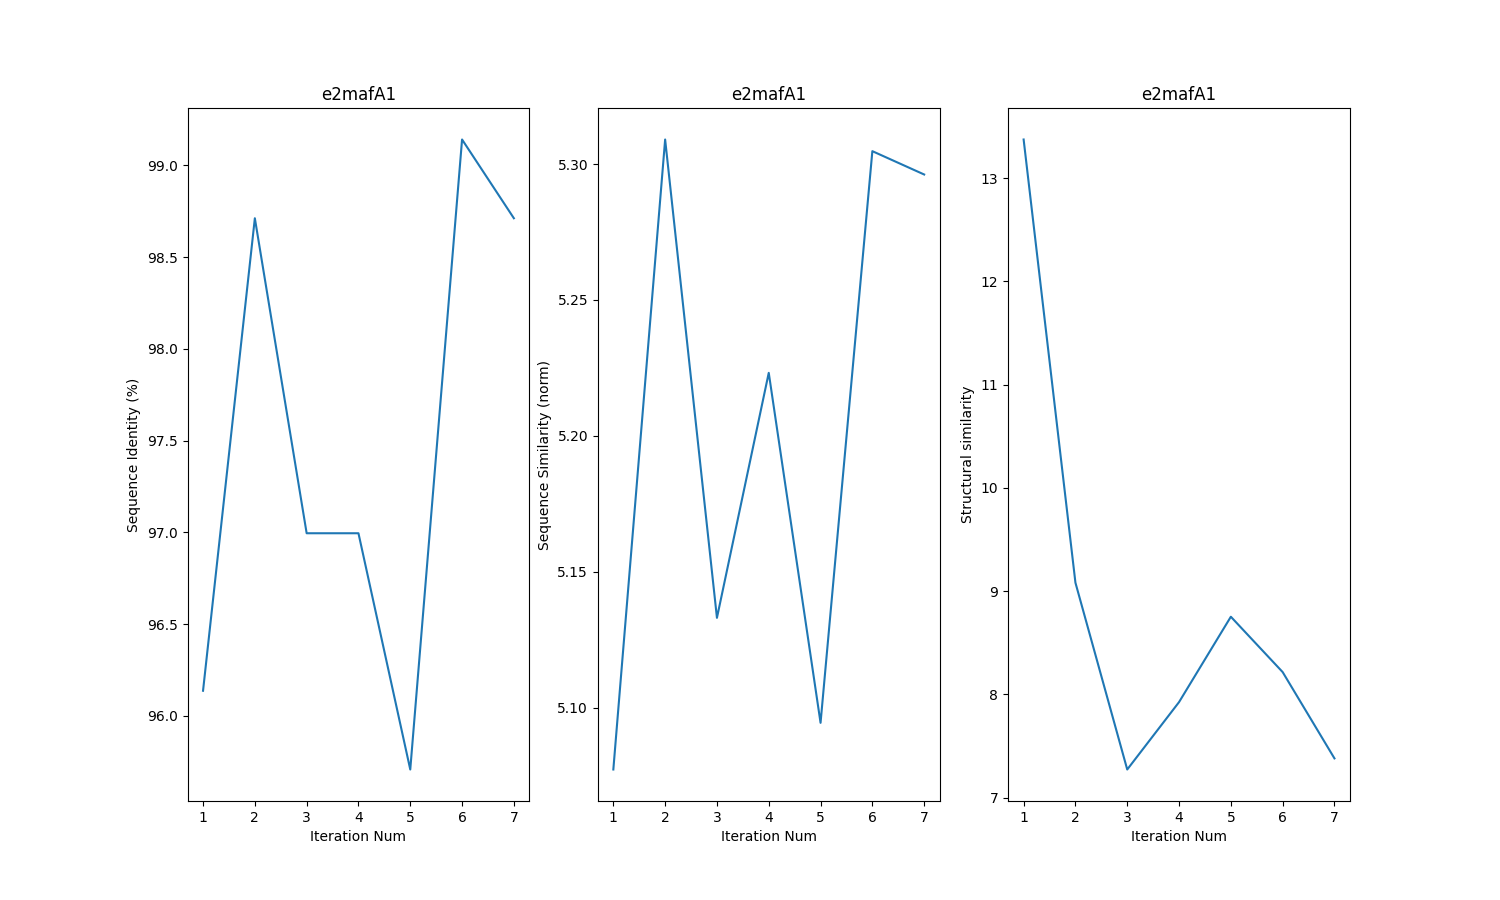 e2mafA1
99.0
98.5
98.0
97.5
97.0
96.5
96.0
Sequence Identity (%)
1 2 3 4 5 6 7
Iteration Num
e2mafA1
5.30
5.25
5.20
5.15
5.10
Sequence Similarity (norm)
1 2 3 4 5 6 7
Iteration Num
e2mafA1
13
12
11
10
9
8
7
Structural similarity
1 2 3 4 5 6 7
Iteration Num